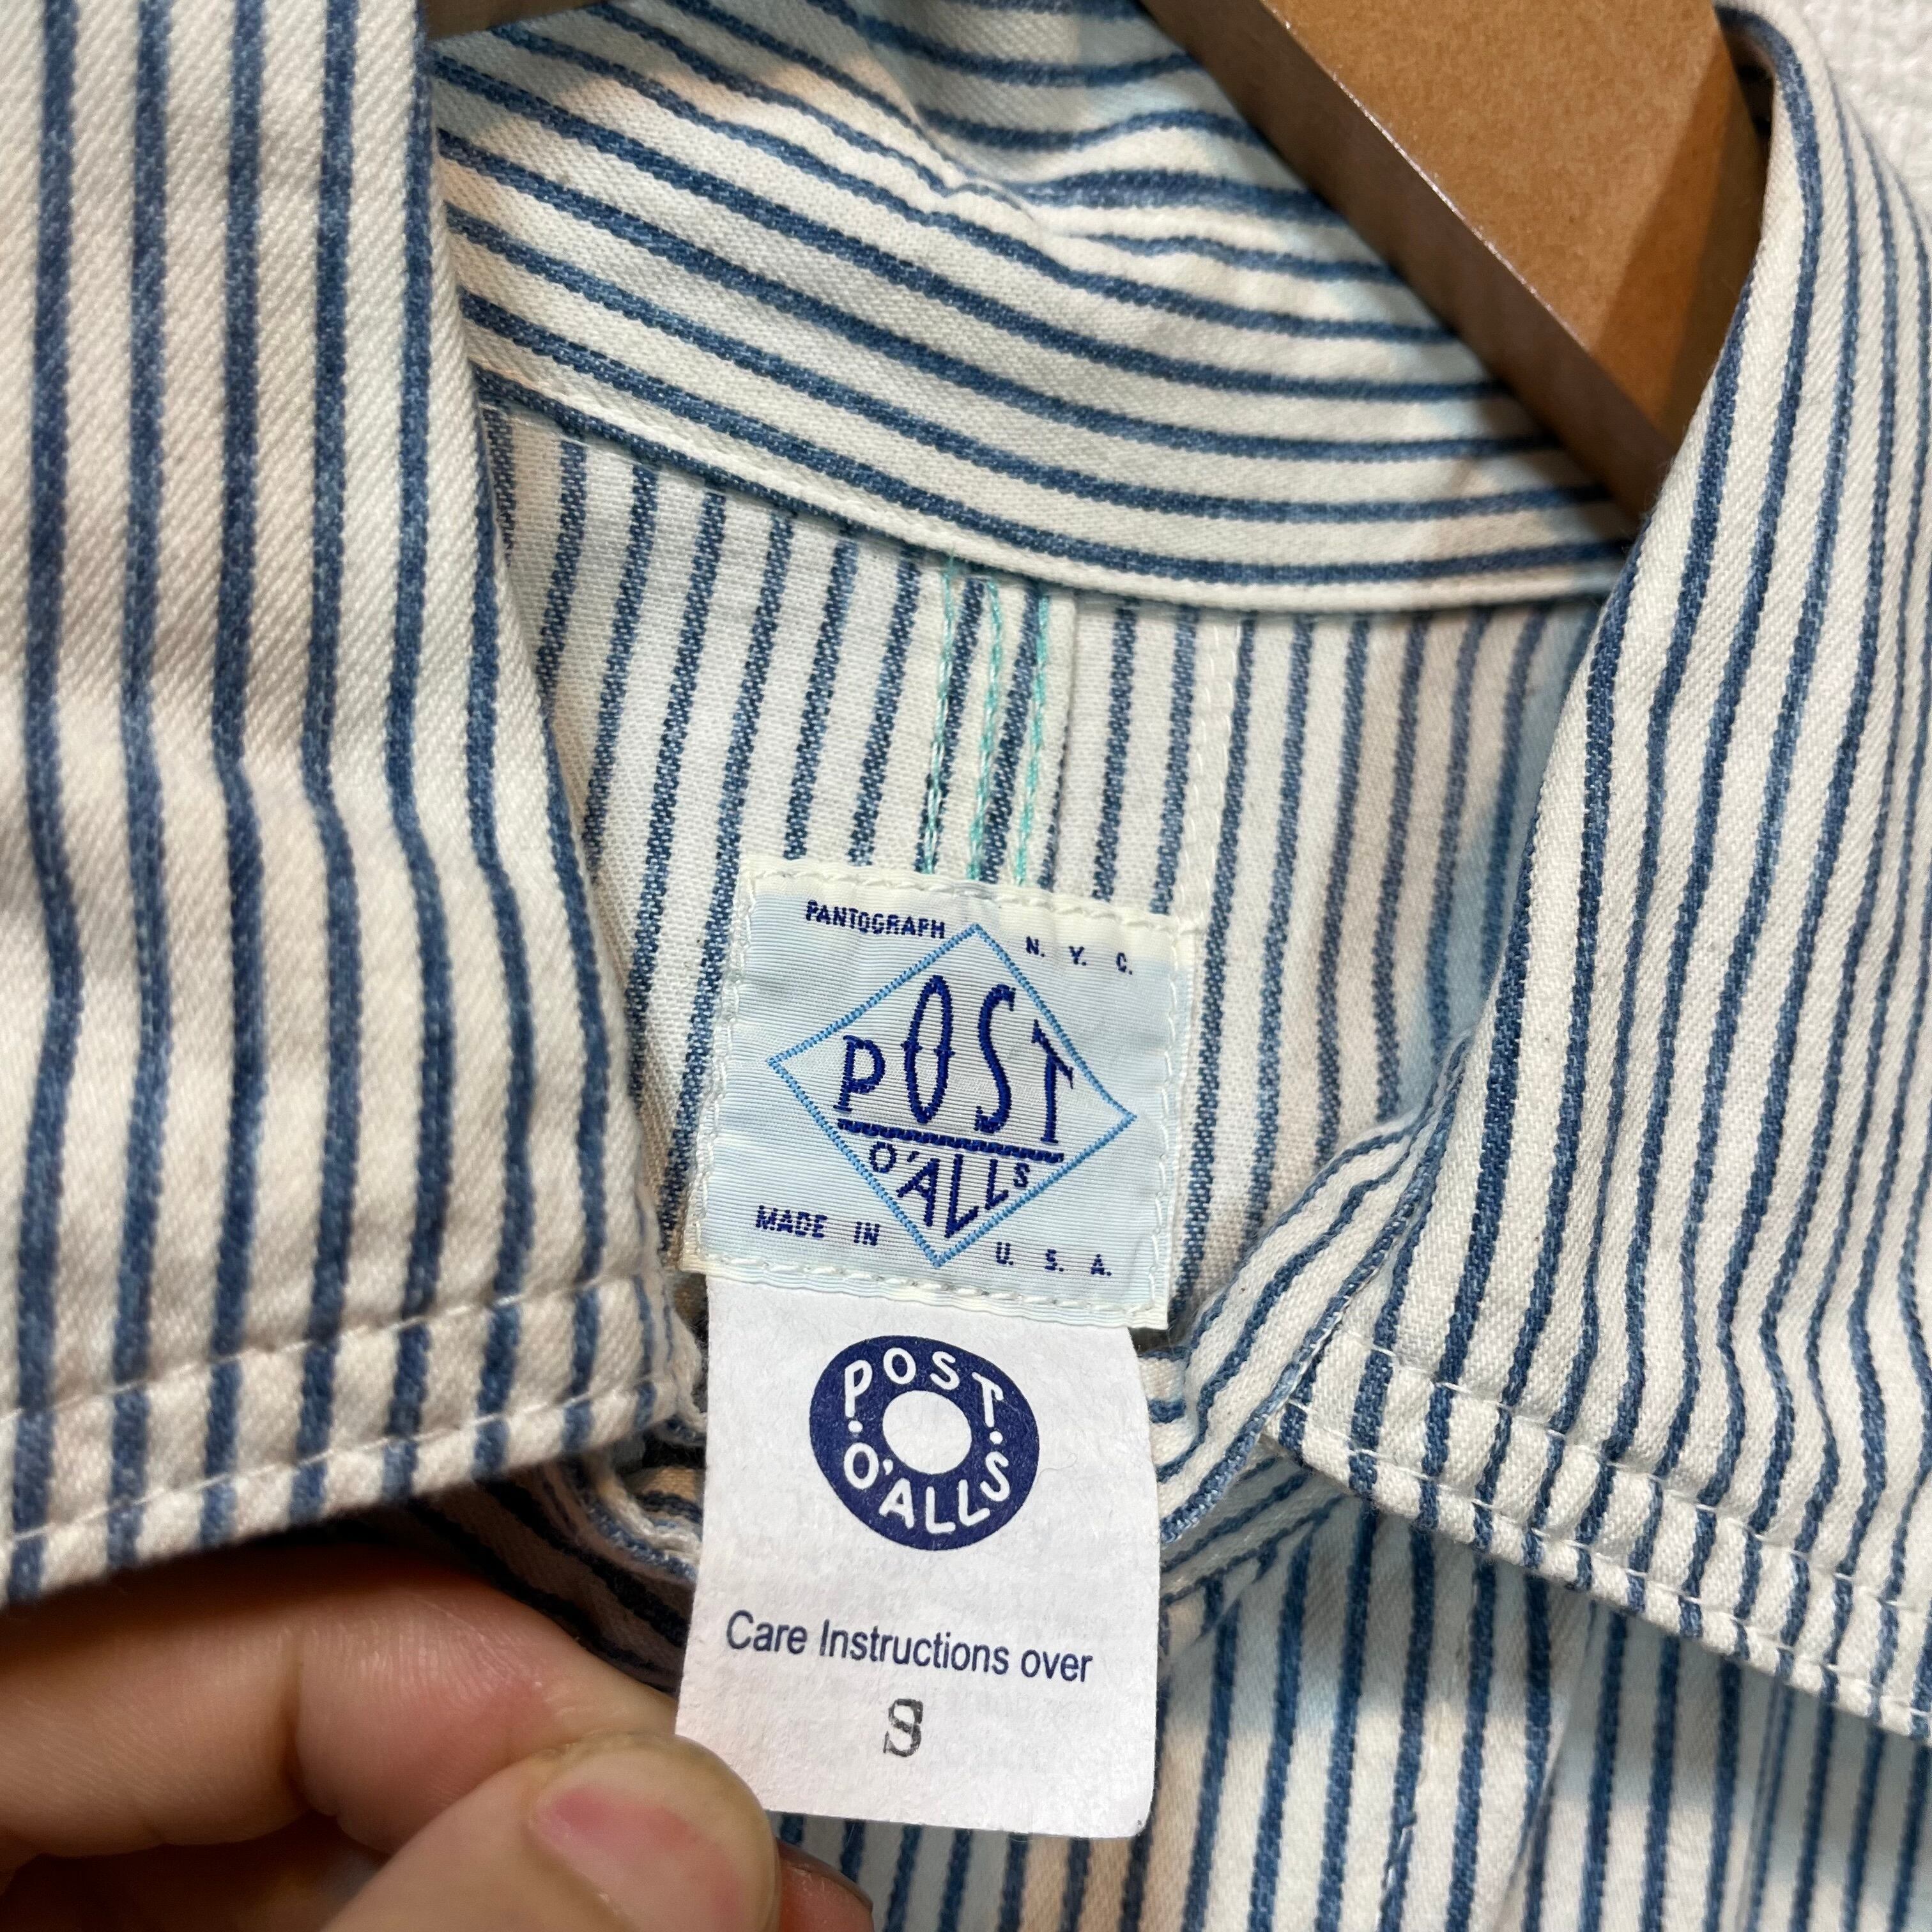 PANTOGRAPH N. Y. C.
POST
O'ALLS
MADE IN U. S. A.
POST
O'ALLS
Care Instructions over
S